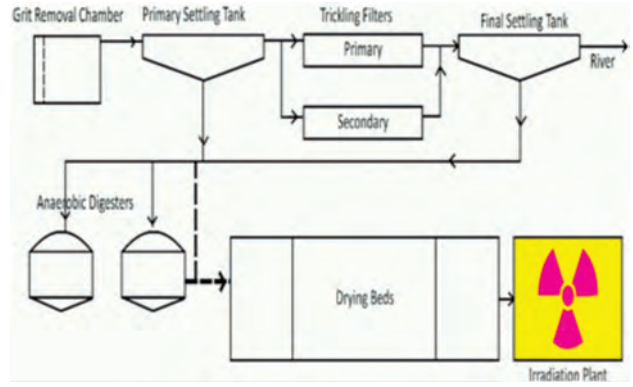 Grit Removal Chamber
Primary Settling Tank
Trickling Filters
Final Settling Tank
Primary
River
Secondary
Anaerobic Digesters
Drying Beds
Irradiation Plant